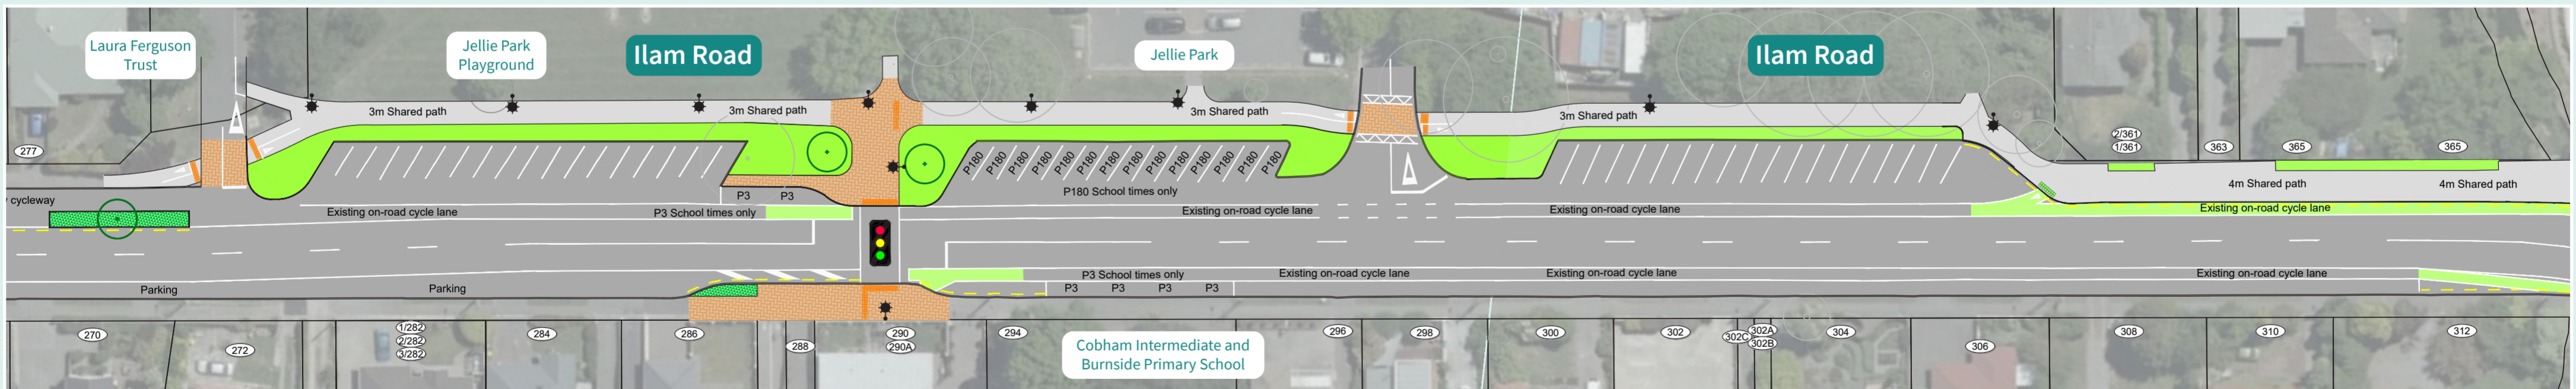 Laura Ferguson
Trust
Jellie Park
Playground
Ilam Road
Jellie Park
Ilam Road
3m Shared path
3m Shared path
3m Shared path
3m Shared path
277
2/361
1/361
363
365
365
P180
P180
P180
P180
P180
P180
P180
P180
P180
P180
P180
P180
P180
P180 School times only
4m Shared path
4m Shared path
cycleway
P3
P3
Existing on-road cycle lane
P3 School times only
Existing on-road cycle lane
Existing on-road cycle lane
Existing on-road cycle lane
P3 School times only
Existing on-road cycle lane
Existing on-road cycle lane
Existing on-road cycle lane
Parking
Parking
P3
P3
P3
P3
270
272
1/282
2/282
3/282
284
286
288
290
290A
294
Cobham Intermediate and
Burnside Primary School
296
298
300
302
302C
302A
302B
304
306
308
310
312